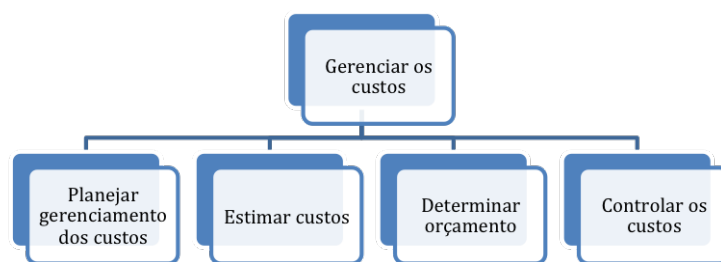 Gerenciar os
custos
Planejar
gerenciamento
dos custos
Estimar custos
Determinar
orçamento
Controlar os
custos